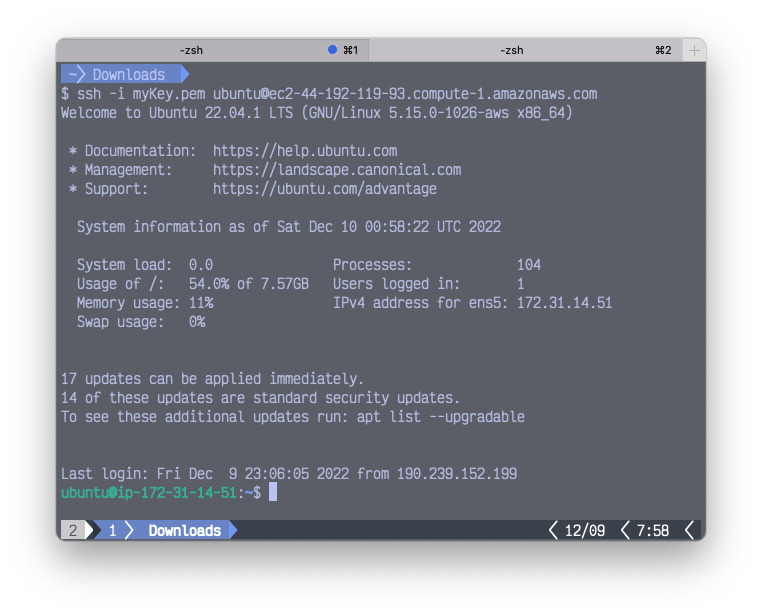 -zsh ⌘1 -zsh ⌘2 +
~ Downloads
$ ssh -i myKey.pem ubuntu@ec2-44-192-119-93.compute-1.amazonaws.com
Welcome to Ubuntu 22.04.1 LTS (GNU/Linux 5.15.0-1026-aws x86_64)
* Documentation: https://help.ubuntu.com
* Management: https://landscape.canonical.com
* Support: https://ubuntu.com/advantage
System information as of Sat Dec 10 00:58:22 UTC 2022
System load: 0.0 Processes: 104
Usage of /: 54.0% of 7.57GB Users logged in: 1
Memory usage: 11% IPv4 address for ens5: 172.31.14.51
Swap usage: 0%
17 updates can be applied immediately.
14 of these updates are standard security updates.
To see these additional updates run: apt list --upgradable
Last login: Fri Dec  9 23:06:05 2022 from 190.239.152.199
ubuntu@ip-172-31-14-51:~$
2 1 Downloads 12/09 7:58